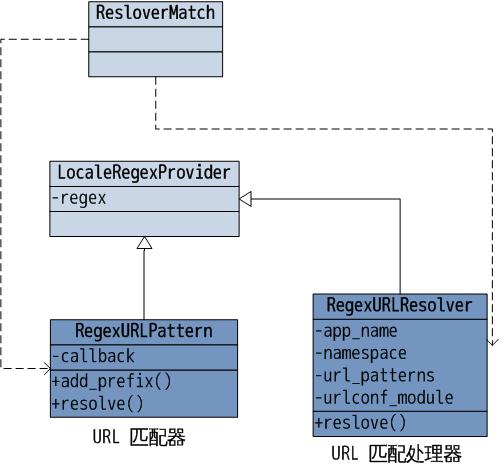 ResloverMatch
LocaleRegexProvider
-regex
RegexURLPattern
-callback
+add_prefix()
+resolve()
URL 匹配器
RegexURLResolver
-app_name
-namespace
-url_patterns
-urlconf_module
+reslove()
URL 匹配处理器